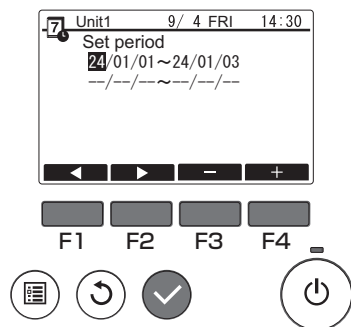 7 Unit1 9/ 4 FRI 14:30
Set period
24/01/01~24/01/03
--/--/--~--/--/--
− +
F1 F2 F3 F4